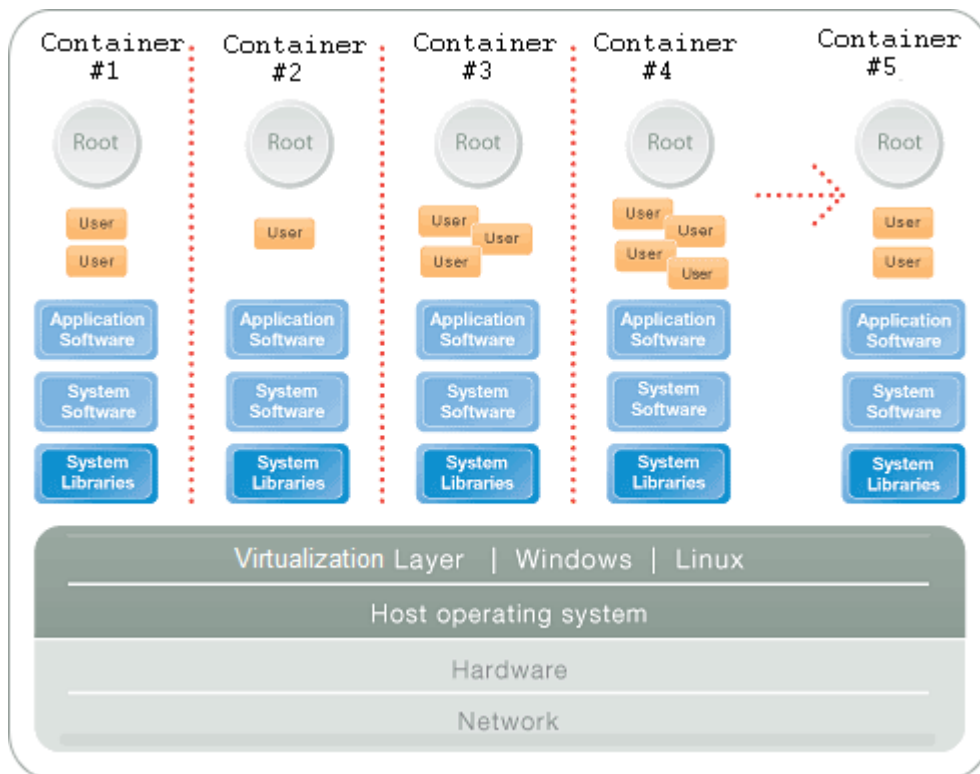 Container
#1
Container
#2
Container
#3
Container
#4
Container
#5
Root
Root
Root
Root
Root
User
User
User
User
User
User
User
User
User
User
User
User
Application
Software
Application
Software
Application
Software
Application
Software
Application
Software
System
Software
System
Software
System
Software
System
Software
System
Software
System
Libraries
System
Libraries
System
Libraries
System
Libraries
System
Libraries
Virtualization Layer | Windows | Linux
Host operating system
Hardware
Network